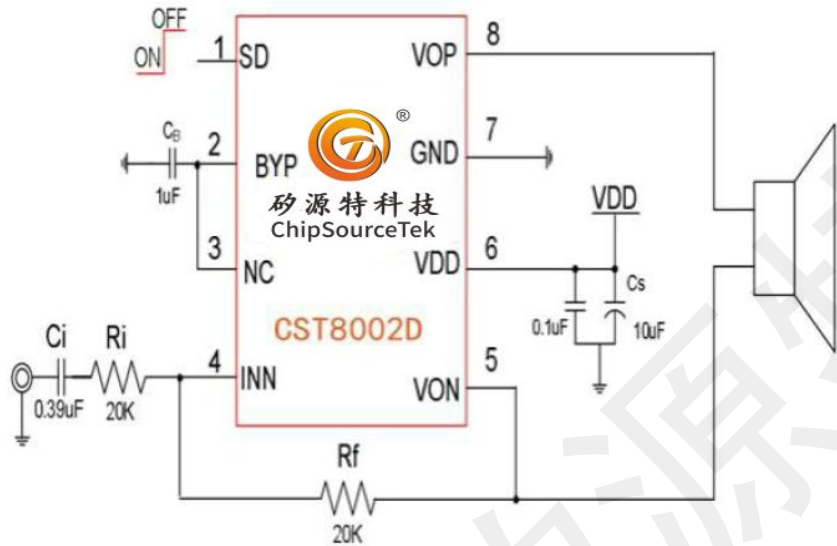 OFF
ON
1
SD
VOP
8
CB
1uF
2
BYP
®
GND
7
矽源特科技
ChipSourceTek
VDD
3
NC
VDD
6
Cs
0.1uF
10uF
CST8002D
Ci
Ri
4
INN
0.39uF
20K
VON
5
Rf
20K
源特